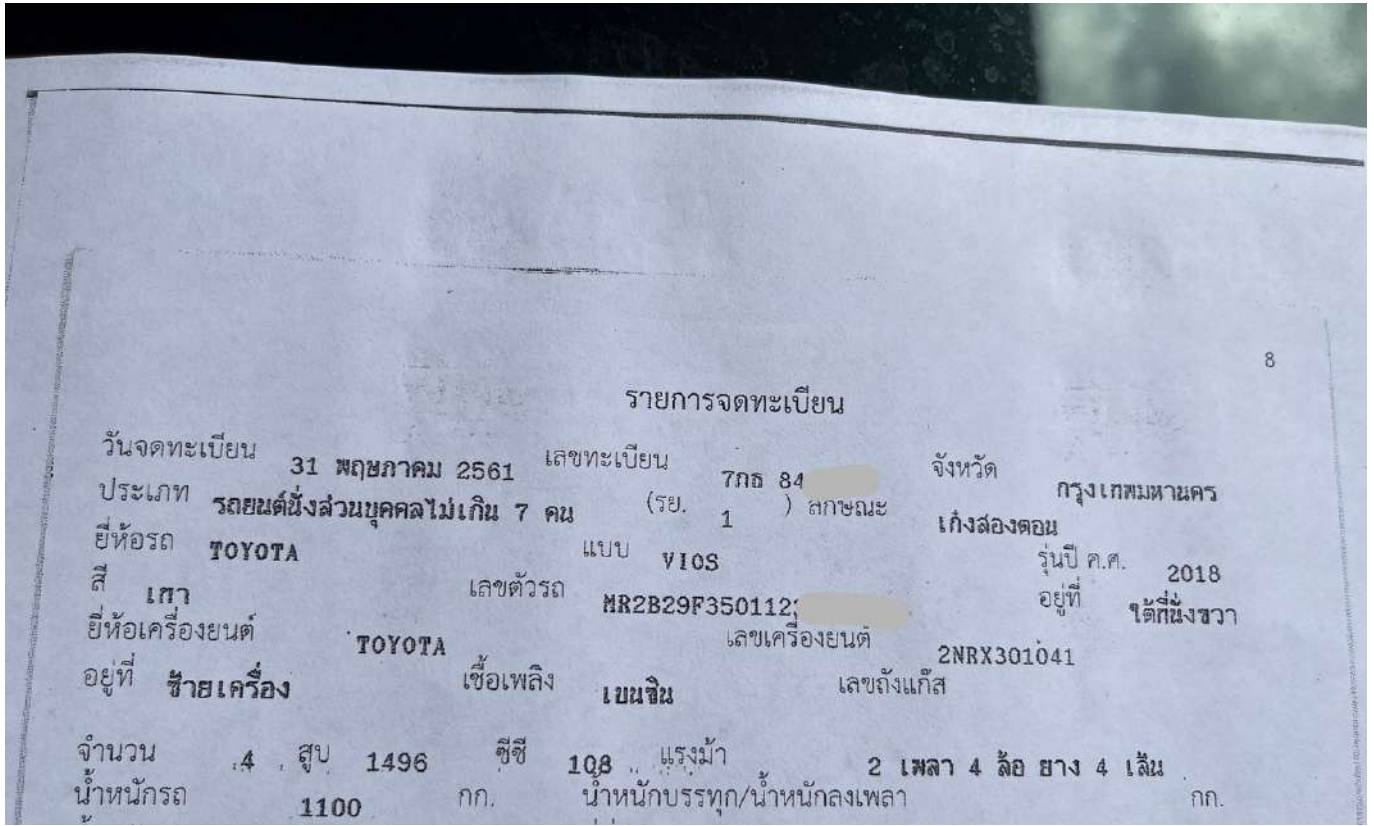 8
รายการจดทะเบียน
วันจดทะเบียน 31 พฤษภาคม 2561 เลขทะเบียน 7กธ 84 จังหวัด กรุงเทพมหานคร
ประเภท รถยนต์นั่งส่วนบุคคลไม่เกิน 7 คน (รย. 1 ) ลักษณะ เก๋งสองตอน
ยี่ห้อรถ TOYOTA แบบ VIOS รุ่นปี ค.ศ. 2018
สี เทา เลขตัวรถ MR2B29F3501123 อยู่ที่ ใต้ที่นั่งขวา
ยี่ห้อเครื่องยนต์ TOYOTA เลขเครื่องยนต์ 2NRX301041
อยู่ที่ ซ้ายเครื่อง เชื้อเพลิง เบนซิน เลขถังแก๊ส
จำนวน 4 สูบ 1496 ซีซี 108 แรงม้า 2 เพลา 4 ล้อ ยาง 4 เส้น
น้ำหนักรถ 1100 กก. น้ำหนักบรรทุก/น้ำหนักลงเพลา กก.